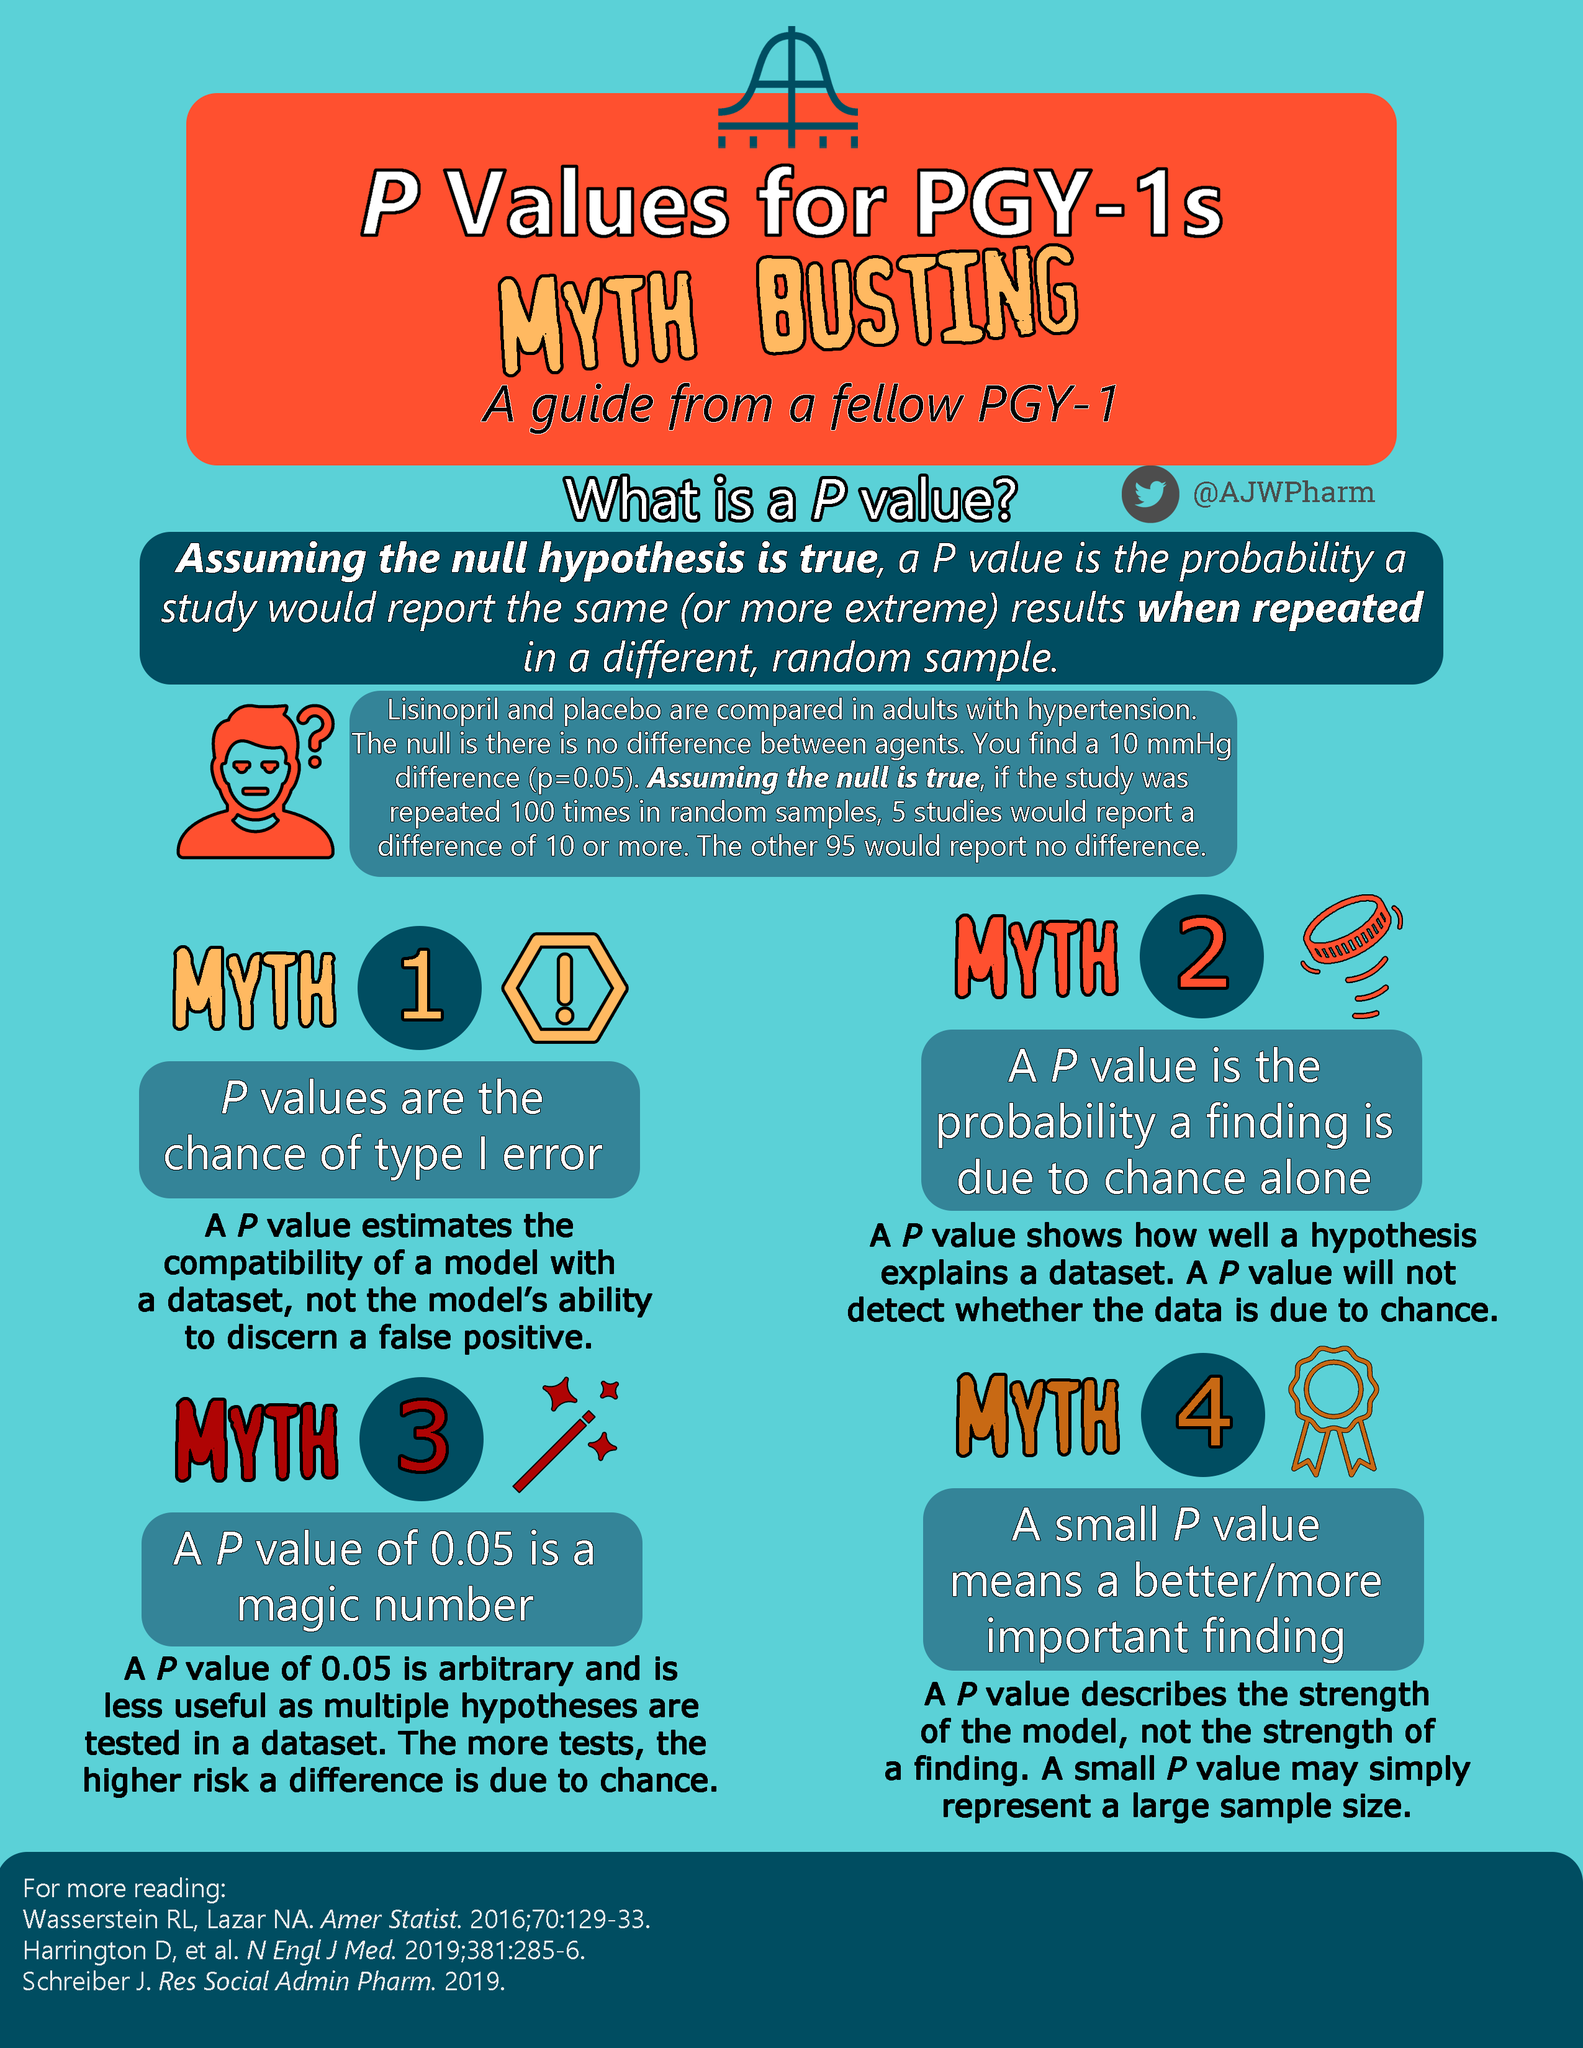 P Values for PGY-1s
MYTH BUSTING
A guide from a fellow PGY-1
What is a P value?
@AJWPharm
Assuming the null hypothesis is true, a P value is the probability a
study would report the same (or more extreme) results when repeated
in a different, random sample.
Lisinopril and placebo are compared in adults with hypertension.
The null is there is no difference between agents. You find a 10 mmHg
difference (p=0.05). Assuming the null is true, if the study was
repeated 100 times in random samples, 5 studies would report a
difference of 10 or more. The other 95 would report no difference.
MYTH 1
P values are the
chance of type I error
A P value estimates the
compatibility of a model with
a dataset, not the model's ability
to discern a false positive.
MYTH 2
A P value is the
probability a finding is
due to chance alone
A P value shows how well a hypothesis
explains a dataset. A P value will not
detect whether the data is due to chance.
MYTH 3
A P value of 0.05 is a
magic number
A P value of 0.05 is arbitrary and is
less useful as multiple hypotheses are
tested in a dataset. The more tests, the
higher risk a difference is due to chance.
MYTH 4
A small P value
means a better/more
important finding
A P value describes the strength
of the model, not the strength of
a finding. A small P value may simply
represent a large sample size.
For more reading:
Wasserstein RL, Lazar NA. Amer Statist. 2016;70:129-33.
Harrington D, et al. N Engl J Med. 2019;381:285-6.
Schreiber J. Res Social Admin Pharm. 2019.